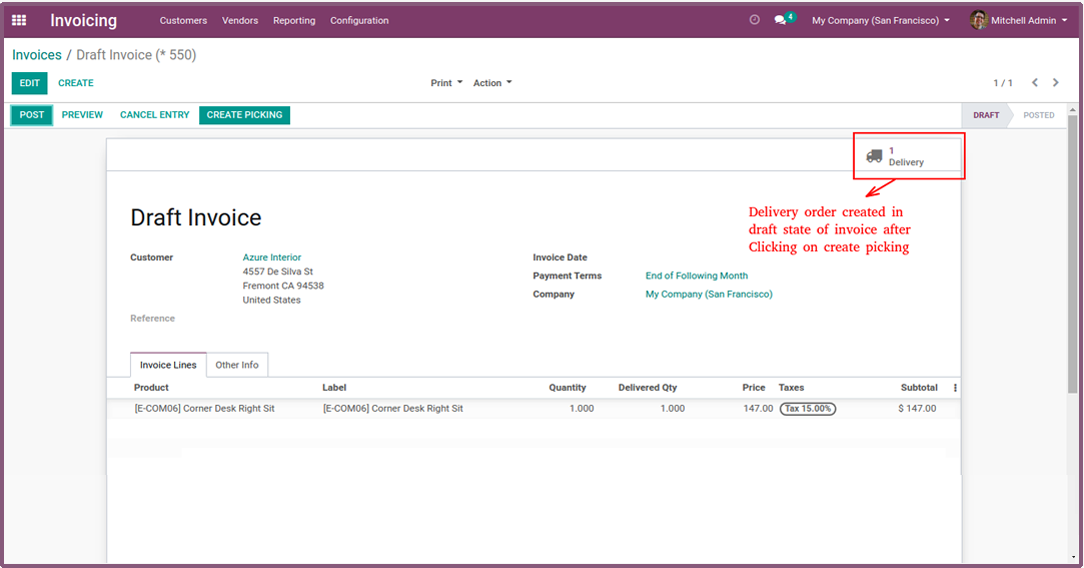 Invoicing Customers Vendors Reporting Configuration 4 My Company (San Francisco) Mitchell Admin
Invoices / Draft Invoice (* 550)
EDIT CREATE Print Action 1 / 1
POST PREVIEW CANCEL ENTRY CREATE PICKING DRAFT POSTED
1
Delivery
Delivery order created in
draft state of invoice after
Clicking on create picking
Draft Invoice
Customer Azure Interior Invoice Date
4557 De Silva St
Fremont CA 94538
United States
Payment Terms End of Following Month
Company My Company (San Francisco)
Reference
Invoice Lines Other Info
Product Label Quantity Delivered Qty Price Taxes Subtotal
[E-COM06] Corner Desk Right Sit [E-COM06] Corner Desk Right Sit 1.000 1.000 147.00 Tax 15.00% $ 147.00